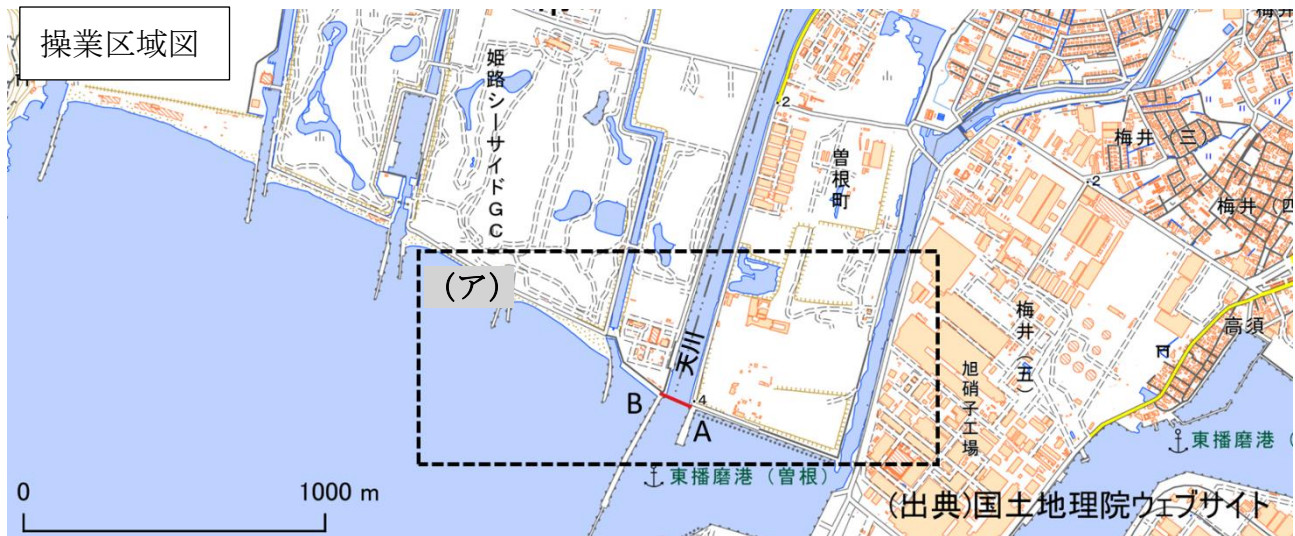 操業区域図
姫路シーサイドGC
2
曽根町
梅井(三)
2
梅井(四
(ア)
天川
梅井(五)
高須
旭硝子工場
B
4
A
東播磨港(曽根)
東播磨港(
0
1000 m
(出典)国土地理院ウェブサイト